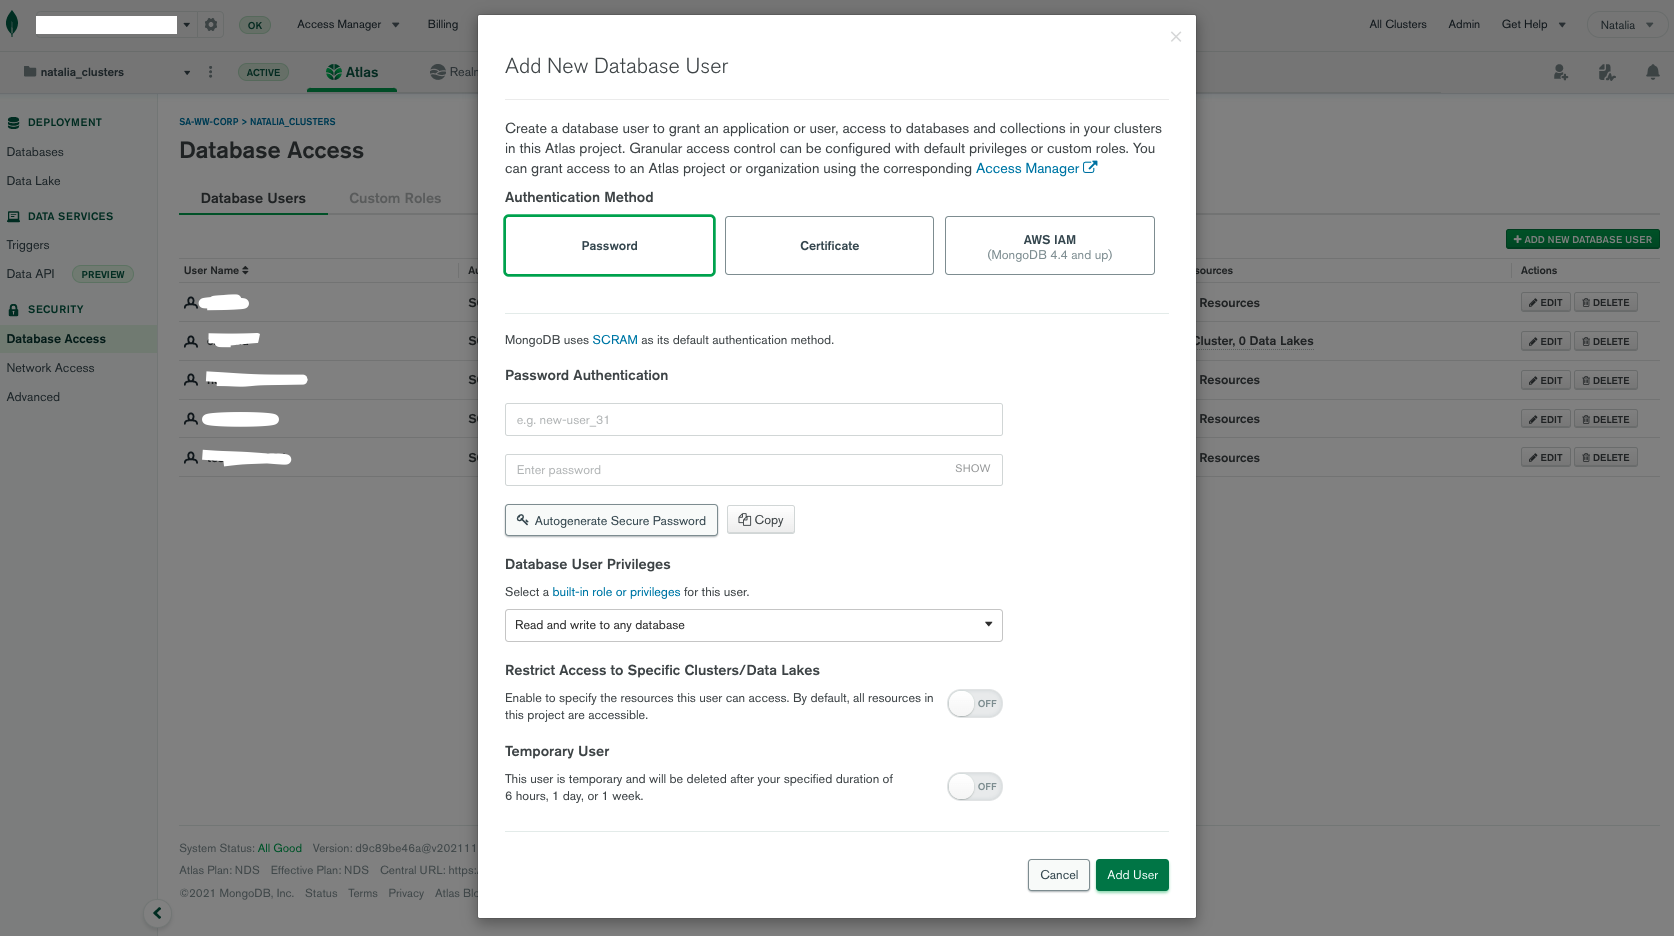 OK
Access Manager
Billing
All Clusters
Admin
Get Help
Natalia
natalia_clusters
ACTIVE
Atlas
DEPLOYMENT
Databases
Data Lake
DATA SERVICES
Triggers
Data API
PREVIEW
SECURITY
Database Access
Network Access
Advanced
SA-WW-CORP > NATALIA_CLUSTERS
Database Access
Database Users
Custom Roles
+ ADD NEW DATABASE USER
User Name
Actions
Resources
EDIT
DELETE
Cluster, 0 Data Lakes
EDIT
DELETE
Resources
EDIT
DELETE
Resources
EDIT
DELETE
Resources
EDIT
DELETE
System Status: All Good
Version: d9c89be46a@v202111
Atlas Plan: NDS
Effective Plan: NDS
Central URL: https:
©2021 MongoDB, Inc.
Status
Terms
Privacy
Atlas
Add New Database User
Create a database user to grant an application or user, access to databases and collections in your clusters
in this Atlas project. Granular access control can be configured with default privileges or custom roles. You
can grant access to an Atlas project or organization using the corresponding Access Manager
Authentication Method
Password
Certificate
AWS IAM
(MongoDB 4.4 and up)
MongoDB uses SCRAM as its default authentication method.
Password Authentication
e.g. new-user_31
Enter password
SHOW
Autogenerate Secure Password
Copy
Database User Privileges
Select a built-in role or privileges for this user.
Read and write to any database
Restrict Access to Specific Clusters/Data Lakes
Enable to specify the resources this user can access. By default, all resources in
this project are accessible.
OFF
Temporary User
This user is temporary and will be deleted after your specified duration of
6 hours, 1 day, or 1 week.
OFF
Cancel
Add User